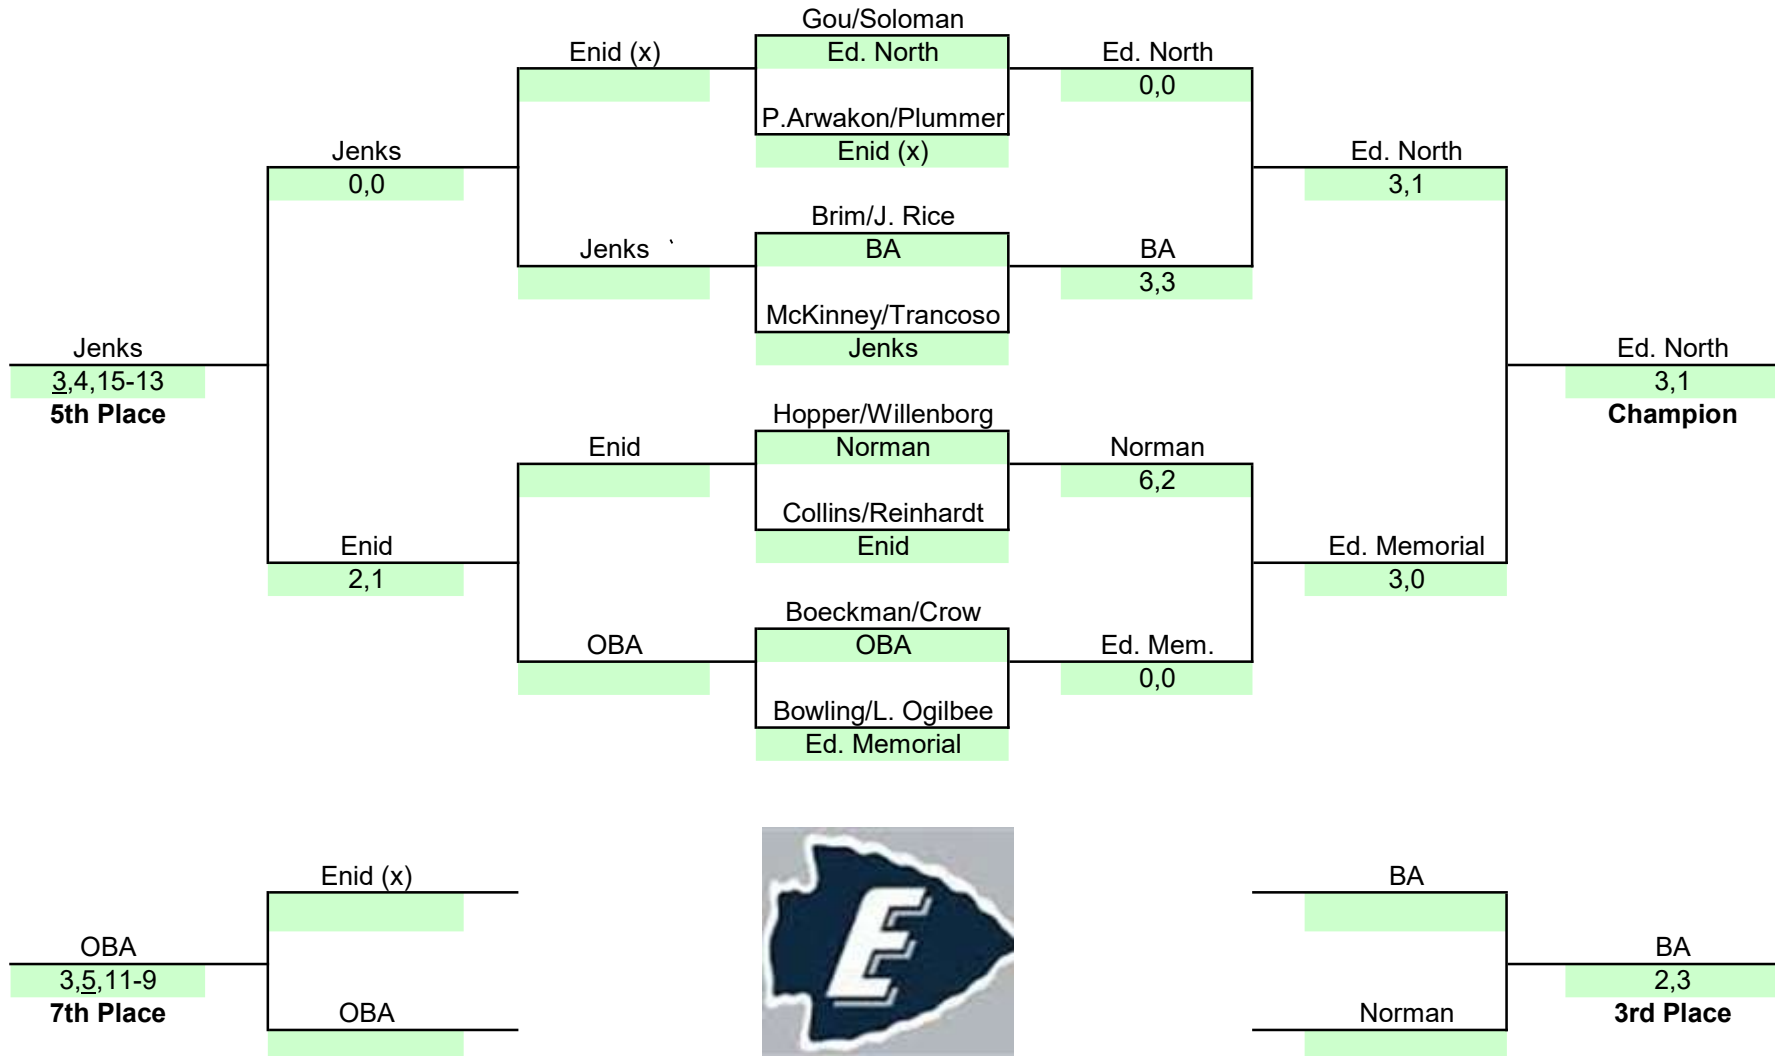 Gou/Soloman
Enid (x) Ed. North Ed. North
0,0
P.Arwakon/Plummer
Jenks Enid (x) Ed. North
0,0 3,1
Brim/J. Rice
Jenks ` BA BA
3,3
McKinney/Trancoso
Jenks Jenks Ed. North
3,4,15-13 3,1
5th Place Hopper/Willenborg Champion
Enid Norman Norman
6,2
Collins/Reinhardt
Enid Enid Ed. Memorial
2,1 3,0
Boeckman/Crow
OBA OBA Ed. Mem.
0,0
Bowling/L. Ogilbee
Ed. Memorial
Enid (x) BA
E
OBA BA
3,5,11-9 2,3
7th Place OBA Norman 3rd Place